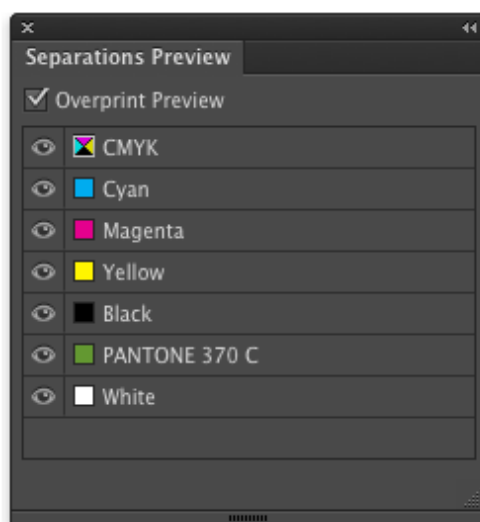 Separations Preview
Overprint Preview
CMYK
Cyan
Magenta
Yellow
Black
PANTONE 370 C
White